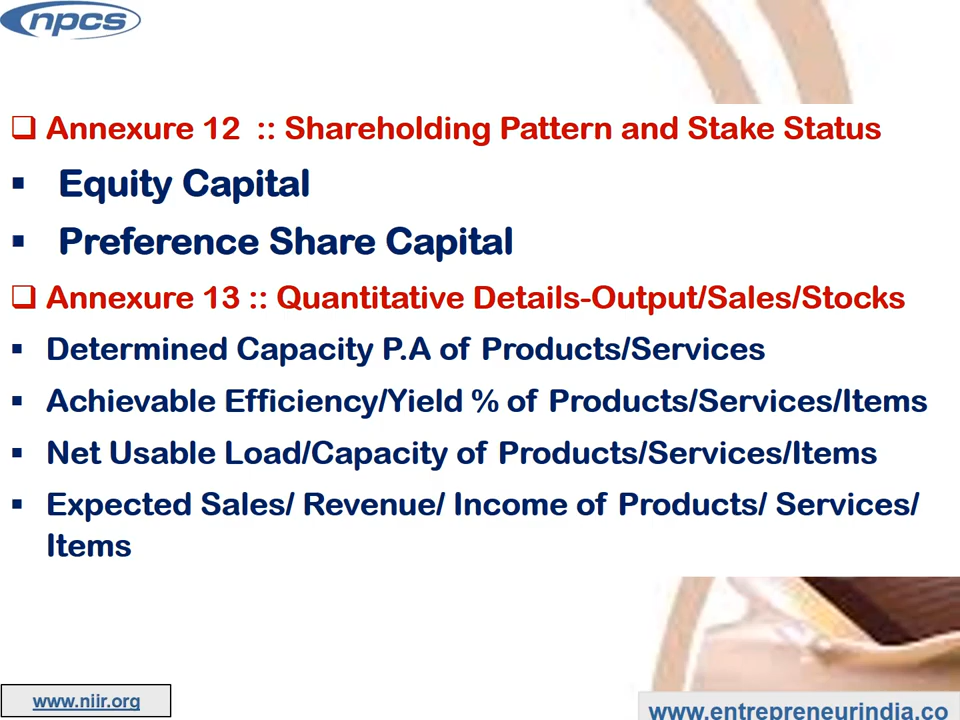 npcs
Annexure 12 :: Shareholding Pattern and Stake Status
Equity Capital
Preference Share Capital
Annexure 13 :: Quantitative Details-Output/Sales/Stocks
Determined Capacity P.A of Products/Services
Achievable Efficiency/Yield % of Products/Services/Items
Net Usable Load/Capacity of Products/Services/Items
Expected Sales/ Revenue/ Income of Products/ Services/
Items
www.niir.org
www.entrepreneurindia.co